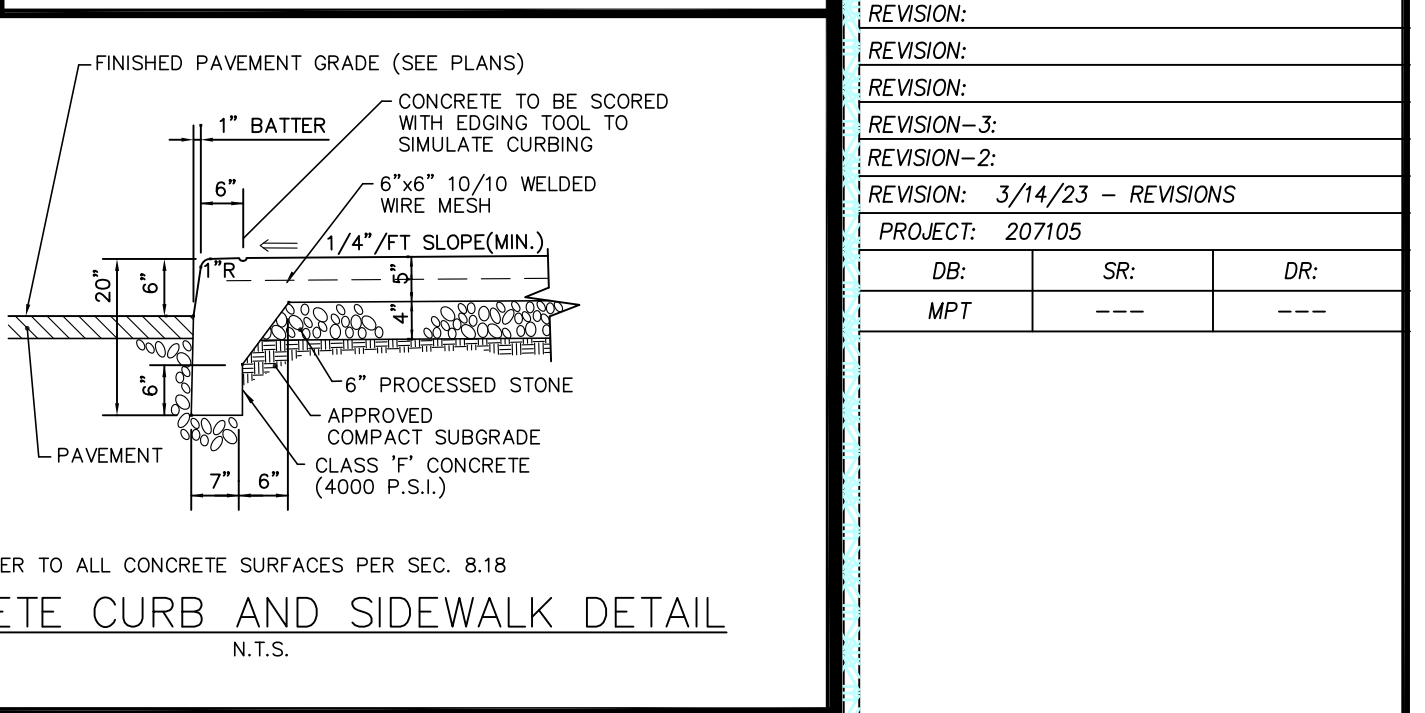 FINISHED PAVEMENT GRADE (SEE PLANS)
1" BATTER
CONCRETE TO BE SCORED
WITH EDGING TOOL TO
SIMULATE CURBING
6"
6"x6" 10/10 WELDED
WIRE MESH
1/4"/FT SLOPE(MIN.)
1"R
20"
6"
5"
4"
6"
6" PROCESSED STONE
APPROVED
COMPACT SUBGRADE
PAVEMENT
CLASS 'F' CONCRETE
(4000 P.S.I.)
7"
6"
ER TO ALL CONCRETE SURFACES PER SEC. 8.18
ETE CURB AND SIDEWALK DETAIL
N.T.S.
REVISION:
REVISION:
REVISION:
REVISION-3:
REVISION-2:
REVISION: 3/14/23 - REVISIONS
PROJECT: 207105
DB: SR: DR:
MPT --- ---